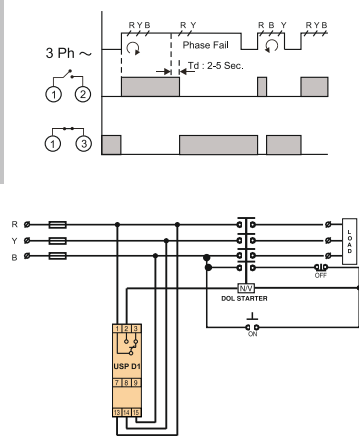 R Y B R Y R B Y R Y B
Phase Fail
3 Ph ~
Td : 2-5 Sec.
1 2
1 3
R
Y
B
LOAD
OFF
N/V
DOL STARTER
ON
1 2 3
USP D1
7 8 9
13 14 15